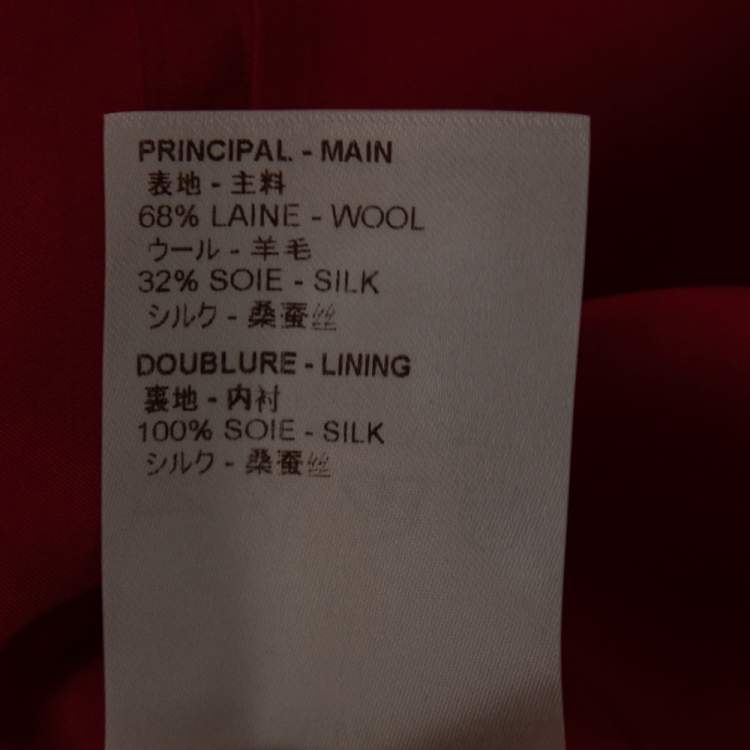 PRINCIPAL - MAIN
表地 - 主料
68% LAINE - WOOL
ウール - 羊毛
32% SOIE - SILK
シルク - 桑蚕丝
DOUBLURE - LINING
裏地 - 内衬
100% SOIE - SILK
シルク - 桑蚕丝